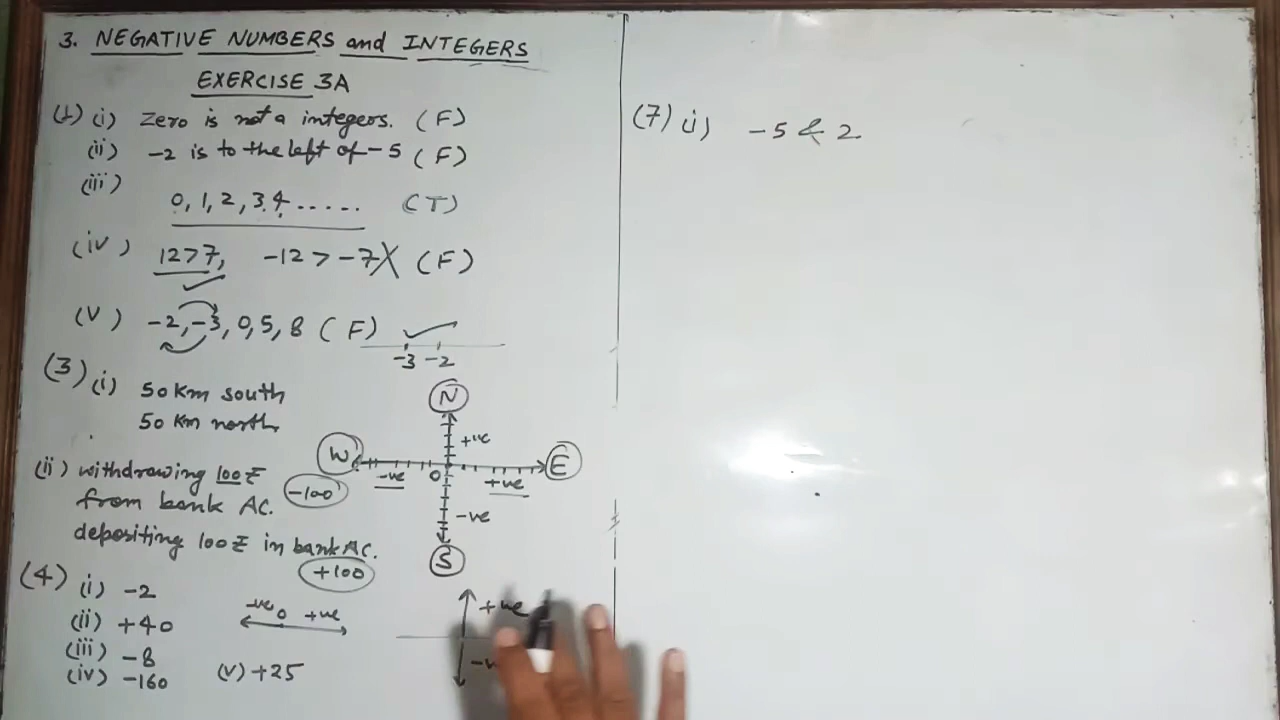 3. NEGATIVE NUMBERS and INTEGERS
EXERCISE 3A
(1) (i) Zero is not a integers. (F)
(ii) -2 is to the left of -5 (F)
(iii)
0, 1, 2, 3.4...... (T)
(iv) 12>7, -12 > -7 X (F)
(v) -2, -3, 0, 5, 8 (F)
-3 -2
(3) (i) 50 Km south
50 Km north
N
+ve
W E
-ve 0 +ve
-ve
S
(ii) withdrawing 100₹ -100
from bank AC.
depositing 100₹ in bank AC.
+100
(4) (i) -2
(ii) +40
(iii) -8
(iv) -160 (v) +25
-ve 0 +ve
+ve
(7) (i) -5 & 2